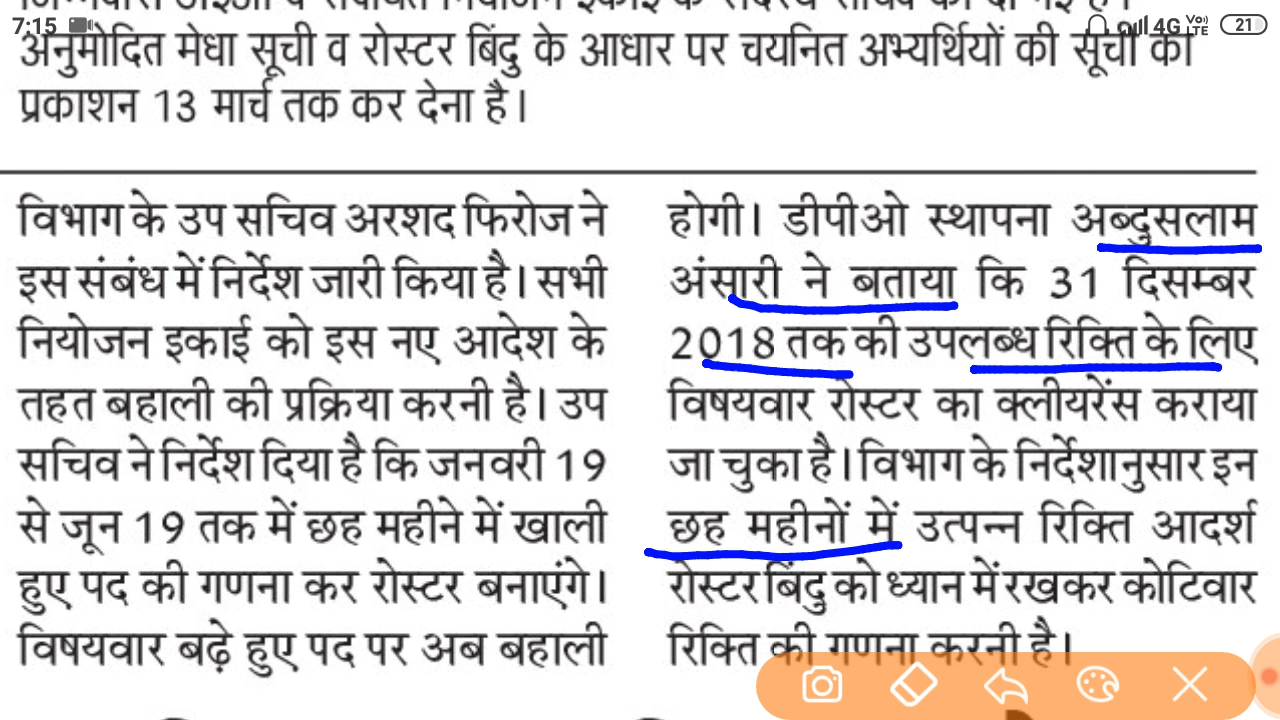 7:15
4G VoLTE 21
अनुमोदित मेधा सूची व रोस्टर बिंदु के आधार पर चयनित अभ्यर्थियों की सूची का
प्रकाशन 13 मार्च तक कर देना है।
विभाग के उप सचिव अरशद फिरोज ने
इस संबंध में निर्देश जारी किया है। सभी
नियोजन इकाई को इस नए आदेश के
तहत बहाली की प्रक्रिया करनी है। उप
सचिव ने निर्देश दिया है कि जनवरी 19
से जून 19 तक में छह महीने में खाली
हुए पद की गणना कर रोस्टर बनाएंगे।
विषयवार बढ़े हुए पद पर अब बहाली
होगी। डीपीओ स्थापना अब्दुसलाम
अंसारी ने बताया कि 31 दिसम्बर
2018 तक की उपलब्ध रिक्ति के लिए
विषयवार रोस्टर का क्लीयरेंस कराया
जा चुका है। विभाग के निर्देशानुसार इन
छह महीनों में उत्पन्न रिक्ति आदर्श
रोस्टर बिंदु को ध्यान में रखकर कोटिवार
रिक्ति की गणना करनी है।